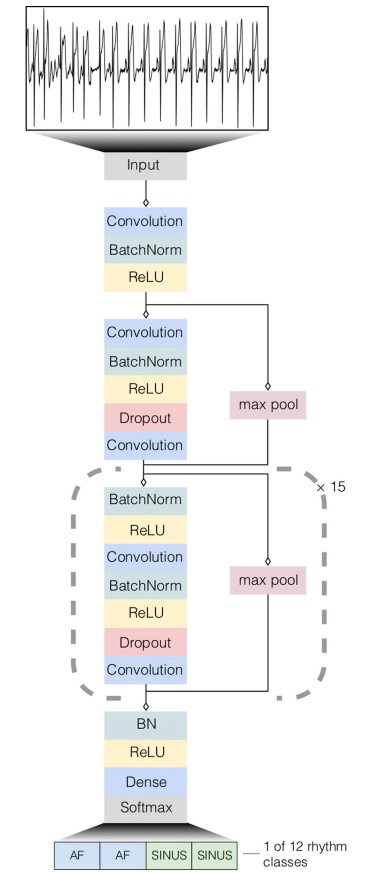 Input
Convolution
BatchNorm
ReLU
Convolution
BatchNorm
ReLU
Dropout
Convolution
max pool
× 15
BatchNorm
ReLU
Convolution
BatchNorm
ReLU
Dropout
Convolution
max pool
BN
ReLU
Dense
Softmax
AF AF SINUS SINUS
1 of 12 rhythm
classes